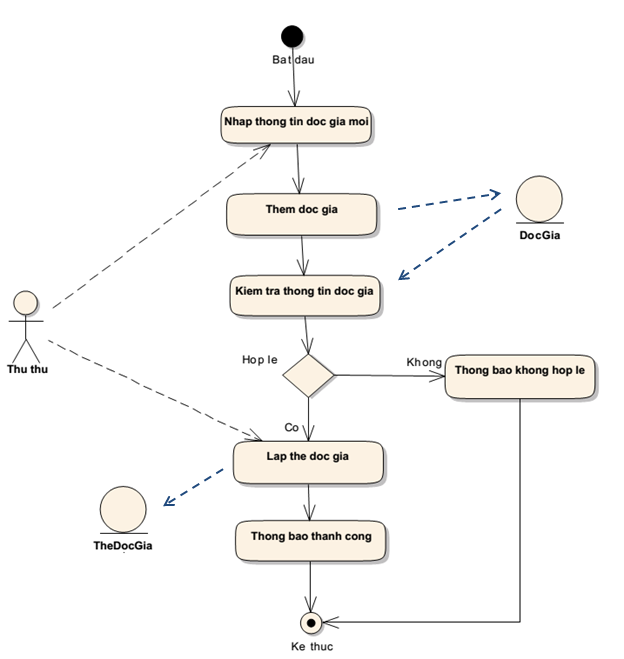 Bat dau
Nhap thong tin doc gia moi
Them doc gia
DocGia
Kiem tra thong tin doc gia
Thu thu
Hop le
Khong
Thong bao khong hop le
Co
Lap the doc gia
TheDocGia
Thong bao thanh cong
Ke thuc